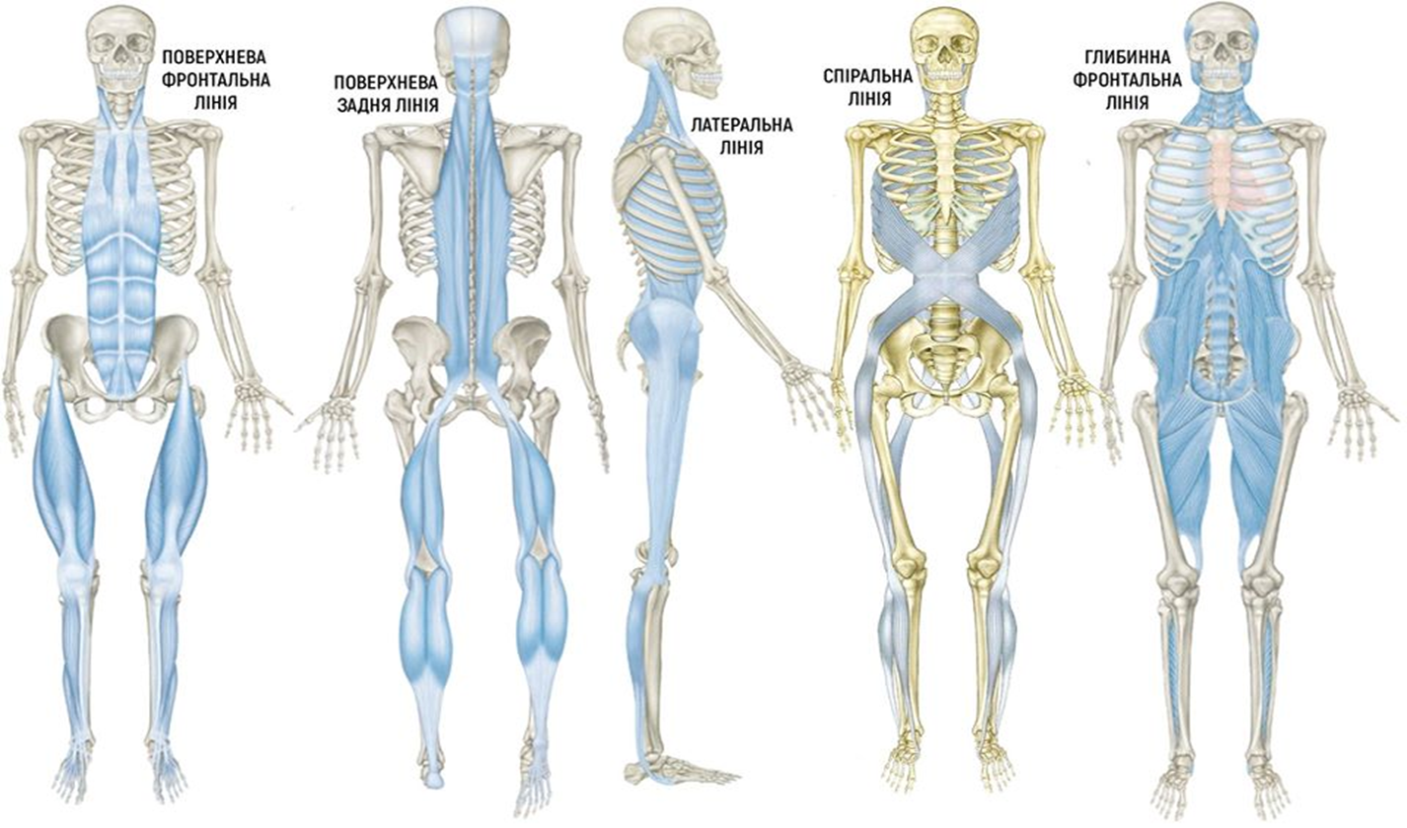 ПОВЕРХНЕВА
ФРОНТАЛЬНА
ЛІНІЯ
ПОВЕРХНЕВА
ЗАДНЯ ЛІНІЯ
ЛАТЕРАЛЬНА
ЛІНІЯ
СПІРАЛЬНА
ЛІНІЯ
ГЛИБИННА
ФРОНТАЛЬНА
ЛІНІЯ